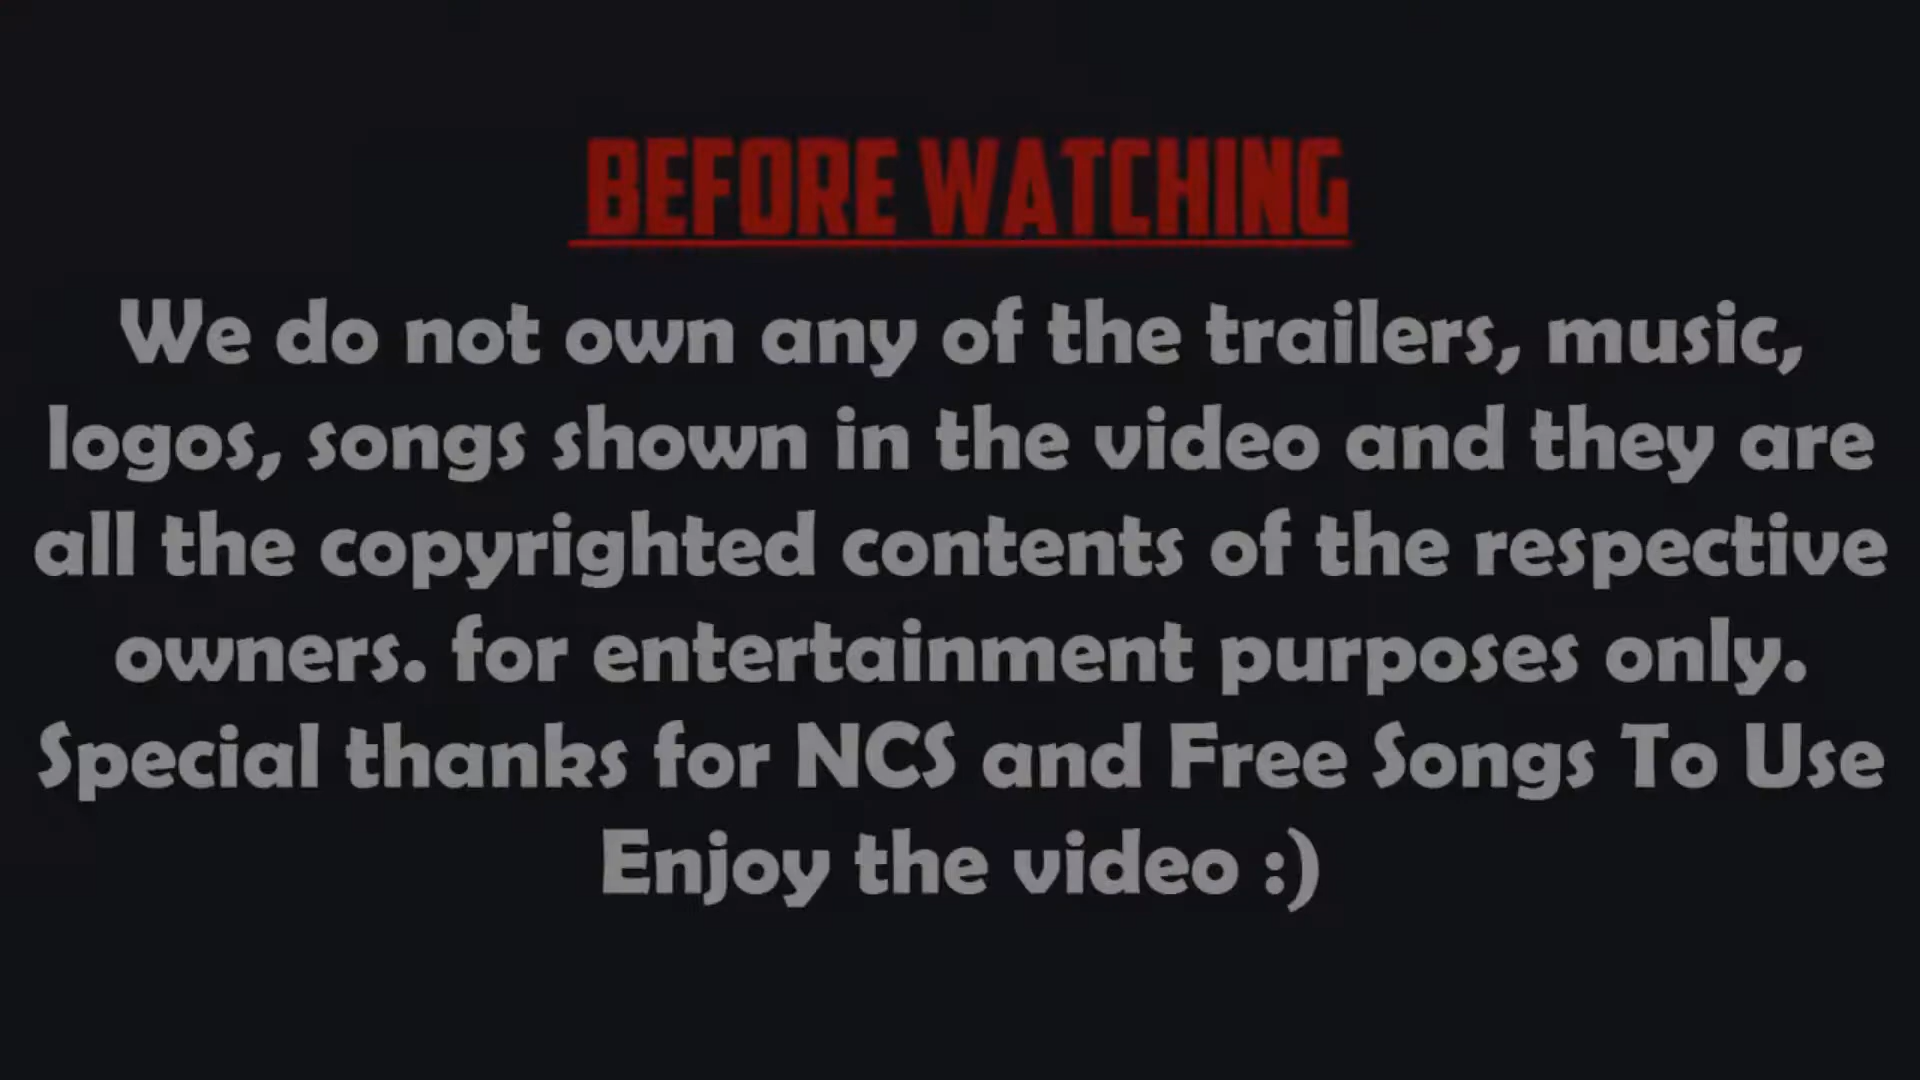 BEFORE WATCHING
We do not own any of the trailers, music,
logos, songs shown in the video and they are
all the copyrighted contents of the respective
owners. for entertainment purposes only.
Special thanks for NCS and Free Songs To Use
Enjoy the video :)